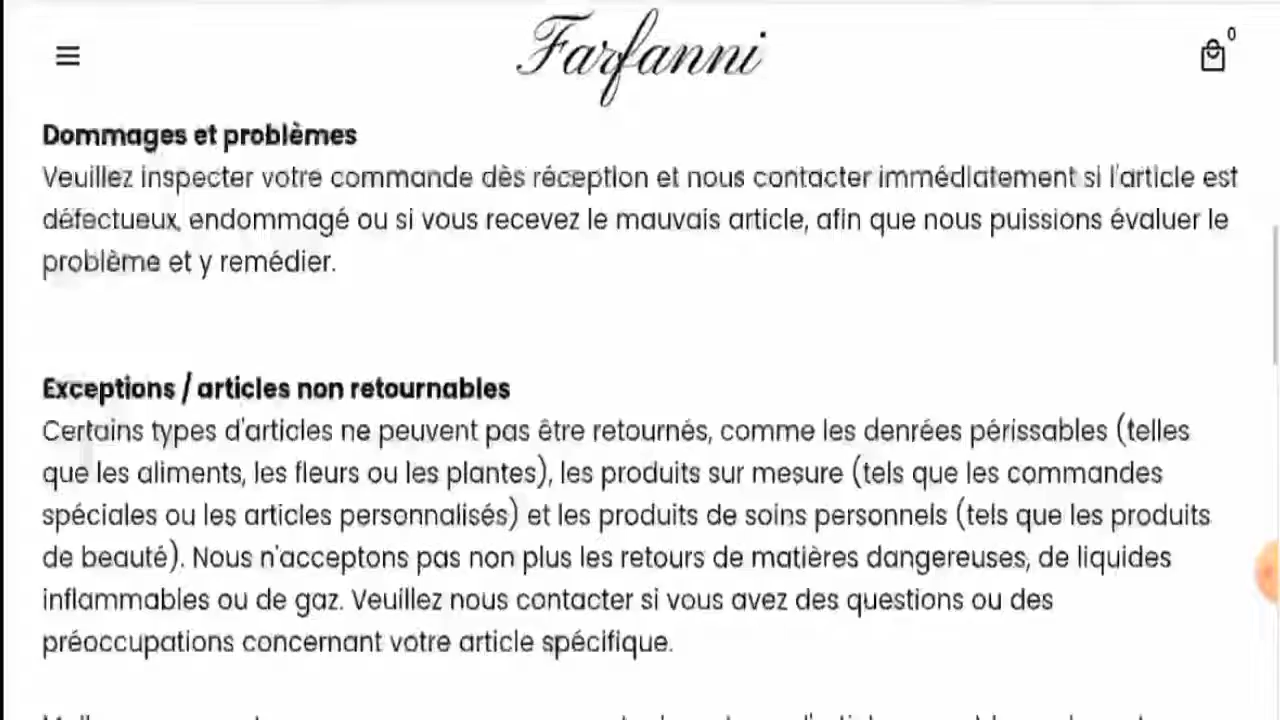 Farfanni
0
Dommages et problèmes
Veuillez inspecter votre commande dès réception et nous contacter immédiatement si l'article est
défectueux, endommagé ou si vous recevez le mauvais article, afin que nous puissions évaluer le
problème et y remédier.
Exceptions / articles non retournables
Certains types d'articles ne peuvent pas être retournés, comme les denrées périssables (telles
que les aliments, les fleurs ou les plantes), les produits sur mesure (tels que les commandes
spéciales ou les articles personnalisés) et les produits de soins personnels (tels que les produits
de beauté). Nous n'acceptons pas non plus les retours de matières dangereuses, de liquides
inflammables ou de gaz. Veuillez nous contacter si vous avez des questions ou des
préoccupations concernant votre article spécifique.